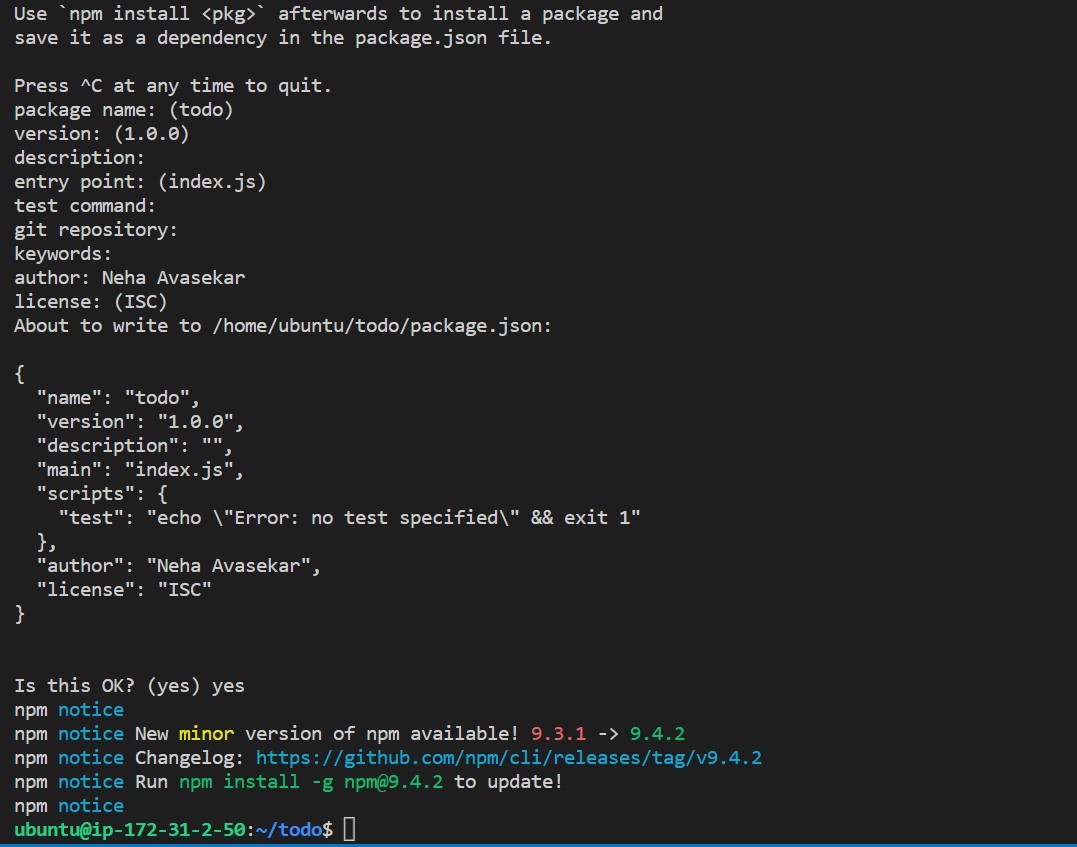 Use `npm install <pkg>` afterwards to install a package and
save it as a dependency in the package.json file.

Press ^C at any time to quit.
package name: (todo)
version: (1.0.0)
description:
entry point: (index.js)
test command:
git repository:
keywords:
author: Neha Avasekar
license: (ISC)
About to write to /home/ubuntu/todo/package.json:

{
  "name": "todo",
  "version": "1.0.0",
  "description": "",
  "main": "index.js",
  "scripts": {
    "test": "echo \"Error: no test specified\" && exit 1"
  },
  "author": "Neha Avasekar",
  "license": "ISC"
}


Is this OK? (yes) yes
npm notice
npm notice New minor version of npm available! 9.3.1 -> 9.4.2
npm notice Changelog: https://github.com/npm/cli/releases/tag/v9.4.2
npm notice Run npm install -g npm@9.4.2 to update!
npm notice
ubuntu@ip-172-31-2-50:~/todo$